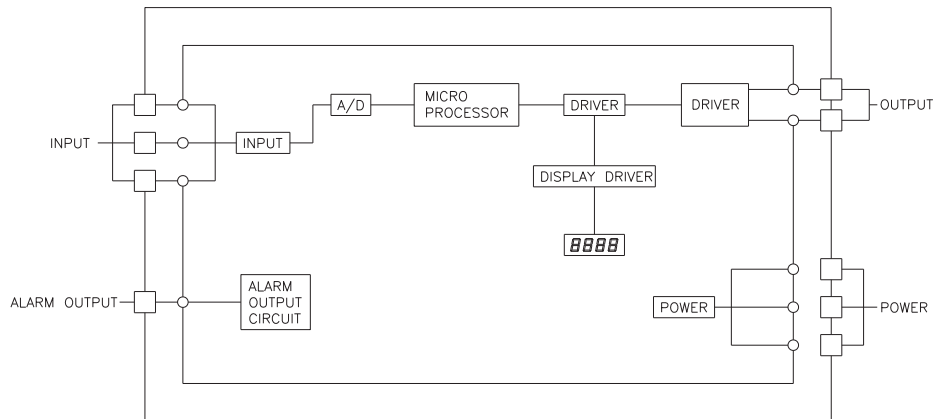 INPUT
INPUT
A/D
MICRO
PROCESSOR
DRIVER
DRIVER
OUTPUT
DISPLAY DRIVER
8888
ALARM OUTPUT
ALARM
OUTPUT
CIRCUIT
POWER
POWER